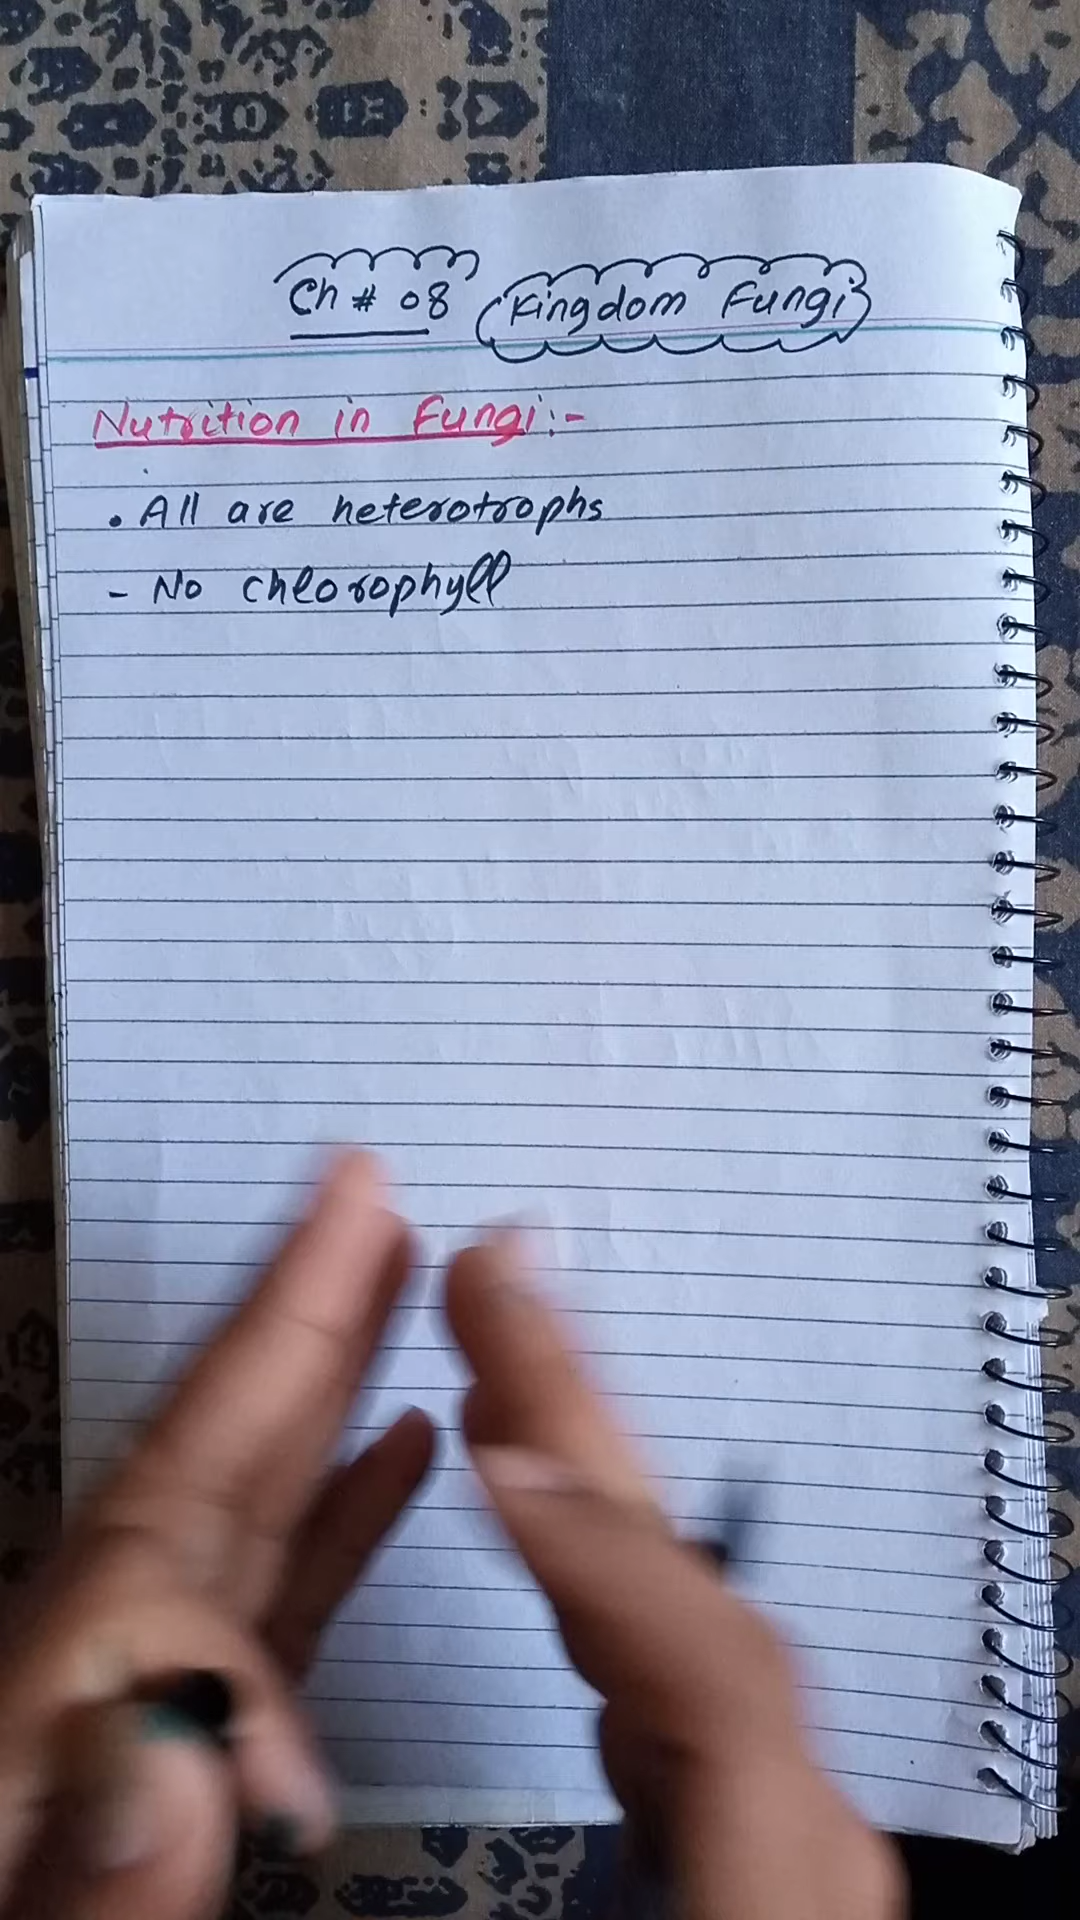 Ch # 08 Kingdom Fungi
Nutrition in Fungi:-
• All are heterotrophs
- No chlorophyll